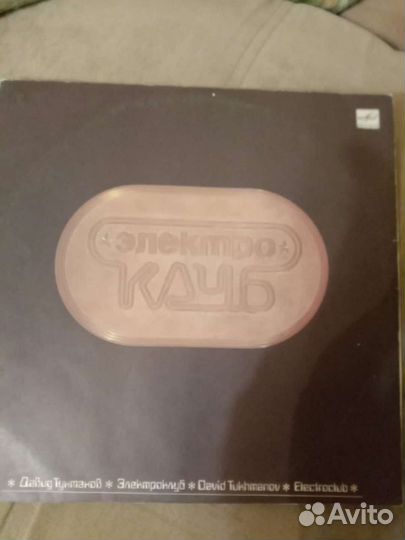 электро
КЛУБ
* Давид Тухманов * Электроклуб * David Tukhmanov * Electroclub *
Avito